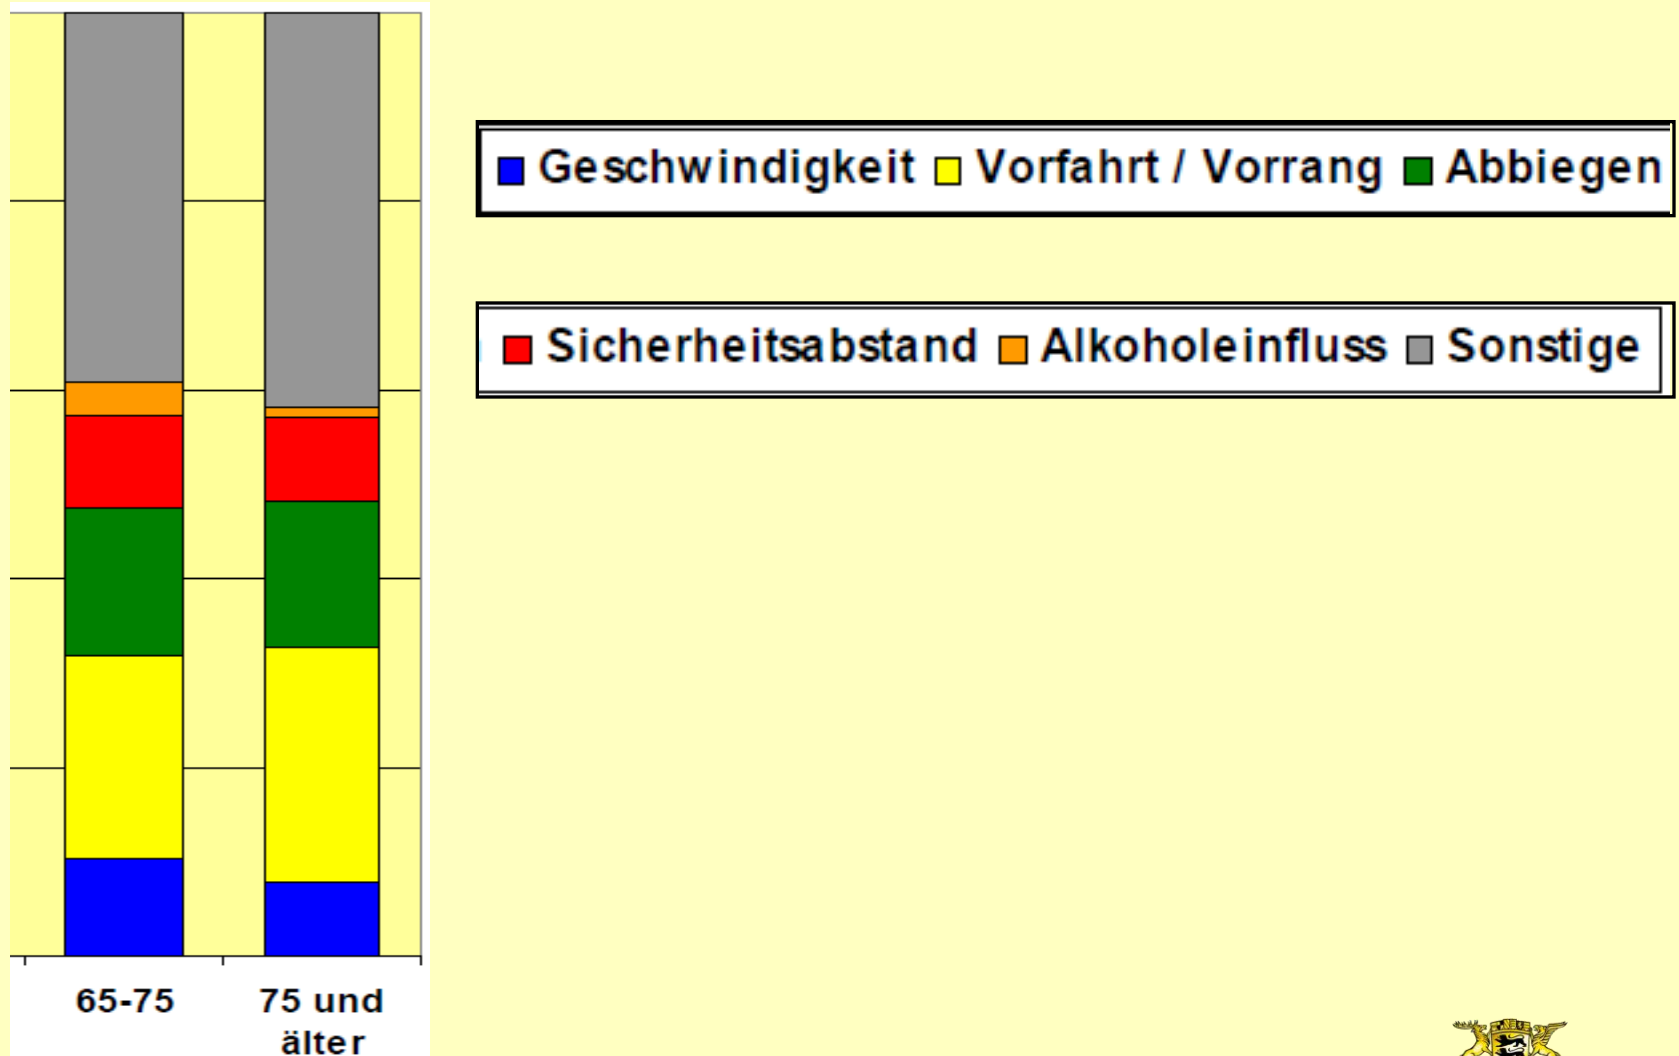 Geschwindigkeit Vorfahrt / Vorrang Abbiegen
Sicherheitsabstand Alkoholeinfluss Sonstige
65-75
75 und
älter